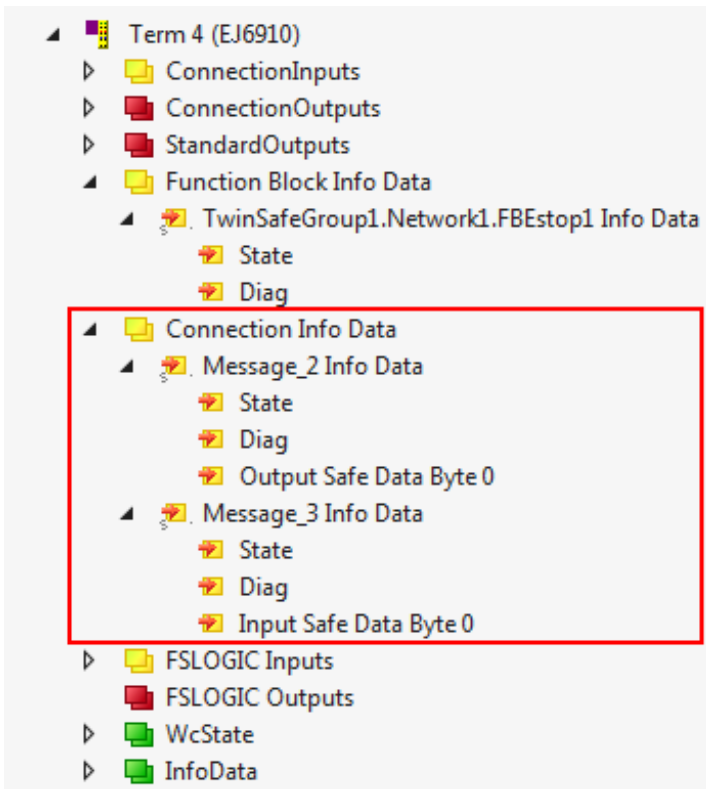 Term 4 (EJ6910)
ConnectionInputs
ConnectionOutputs
StandardOutputs
Function Block Info Data
TwinSafeGroup1.Network1.FBEstop1 Info Data
State
Diag
Connection Info Data
Message_2 Info Data
State
Diag
Output Safe Data Byte 0
Message_3 Info Data
State
Diag
Input Safe Data Byte 0
FSLOGIC Inputs
FSLOGIC Outputs
WcState
InfoData